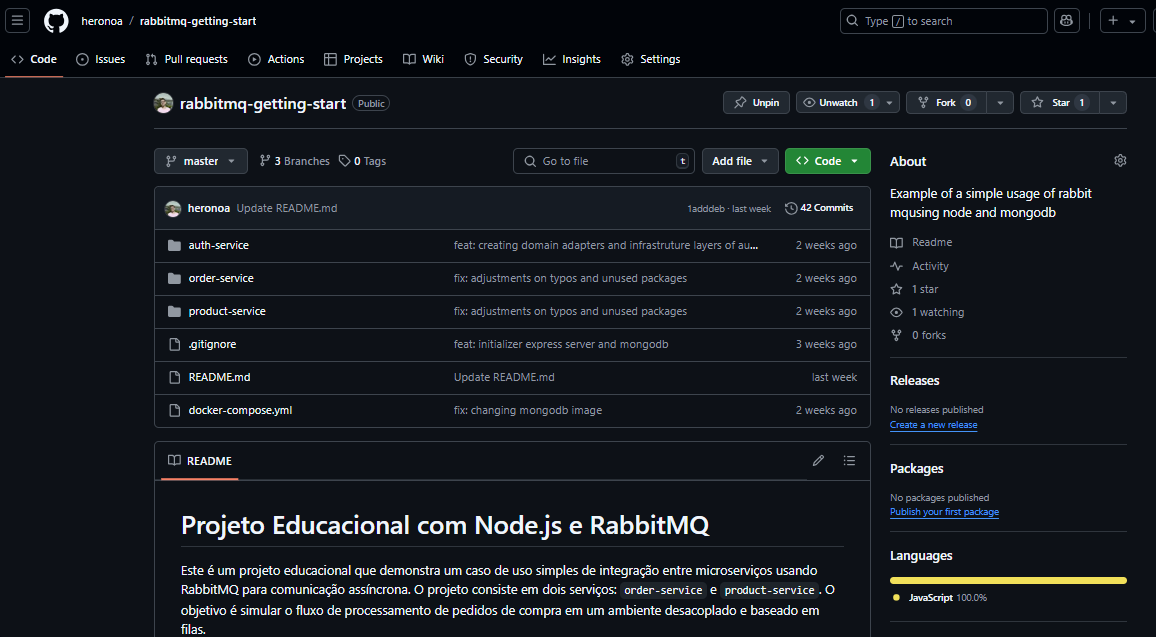 heronoa / rabbitmq-getting-start
Type / to search
Code Issues Pull requests Actions Projects Wiki Security Insights Settings
rabbitmq-getting-start Public
Unpin Unwatch 1 Fork 0 Star 1
master 3 Branches 0 Tags
Go to file t Add file Code
heronoa Update README.md 1adddeb · last week 42 Commits
auth-service feat: creating domain adapters and infrastruture layers of au... 2 weeks ago
order-service fix: adjustments on typos and unused packages 2 weeks ago
product-service fix: adjustments on typos and unused packages 2 weeks ago
.gitignore feat: initializer express server and mongodb 3 weeks ago
README.md Update README.md last week
docker-compose.yml fix: changing mongodb image 2 weeks ago
README
Projeto Educacional com Node.js e RabbitMQ
Este é um projeto educacional que demonstra um caso de uso simples de integração entre microserviços usando
RabbitMQ para comunicação assíncrona. O projeto consiste em dois serviços: order-service e product-service. O
objetivo é simular o fluxo de processamento de pedidos de compra em um ambiente desacoplado e baseado em
filas.
About
Example of a simple usage of rabbit
mqusing node and mongodb
Readme
Activity
1 star
1 watching
0 forks
Releases
No releases published
Create a new release
Packages
No packages published
Publish your first package
Languages
JavaScript 100.0%